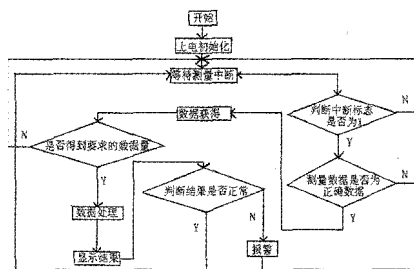 开始
上电初始化
等待测量中断
数据获得
判断中断标志
是否为1
N
N
是否得到要求的数据量
Y
测量数据是否为
正确数据
N
Y
判断结果是否正常
N
Y
Y
数据处理
显示结果
报警